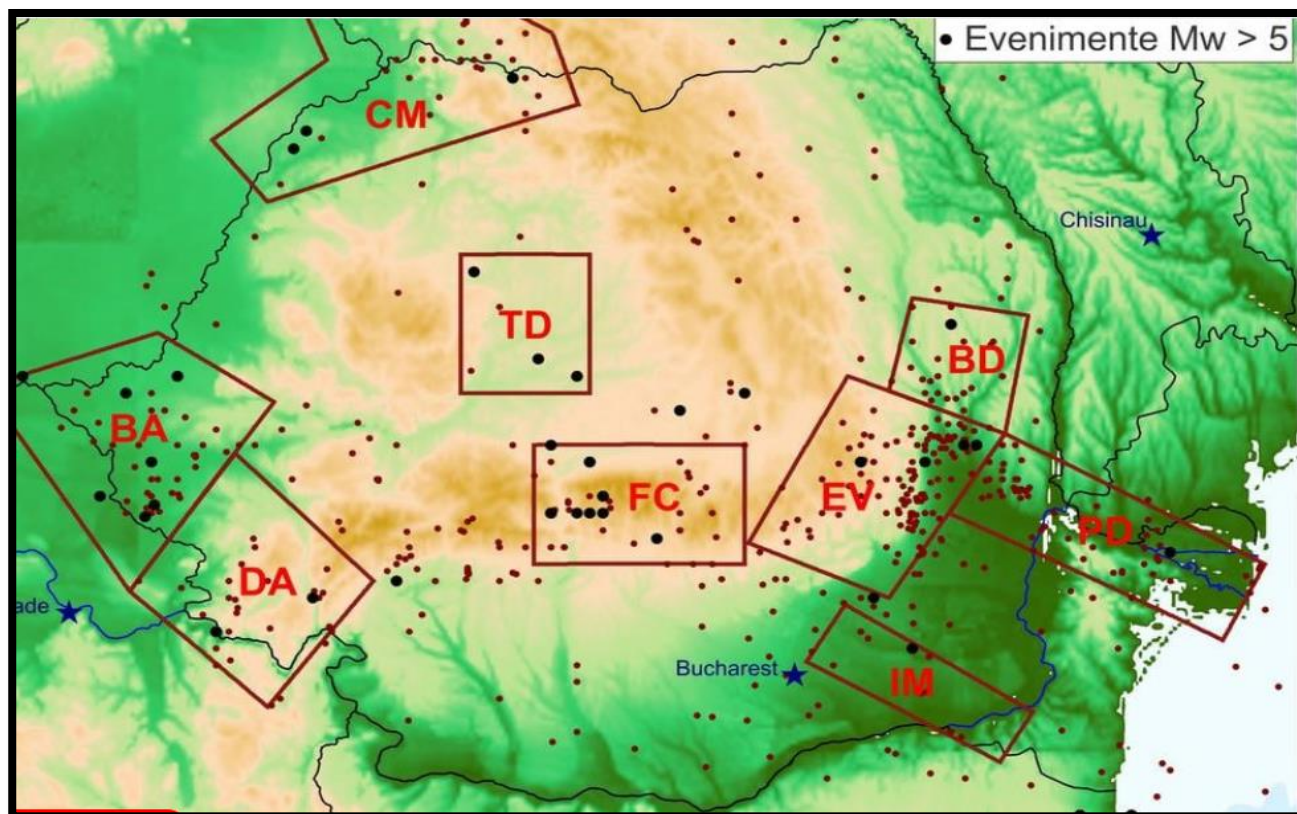 • Evenimente Mw > 5
CM
Chisinau
TD
BD
BA
FC
EV
PD
DA
ade
Bucharest
IM